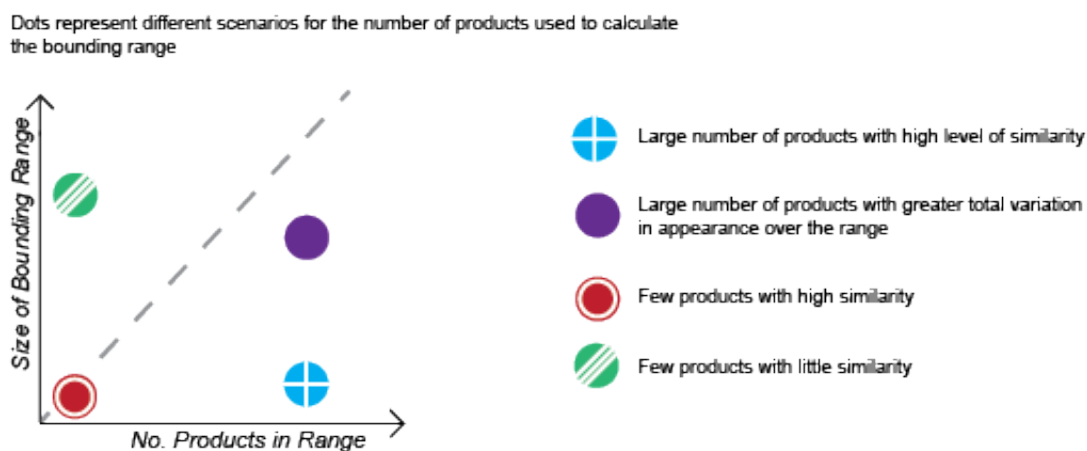 Dots represent different scenarios for the number of products used to calculate
the bounding range
Size of Bounding Range
No. Products in Range
Large number of products with high level of similarity
Large number of products with greater total variation
in appearance over the range
Few products with high similarity
Few products with little similarity